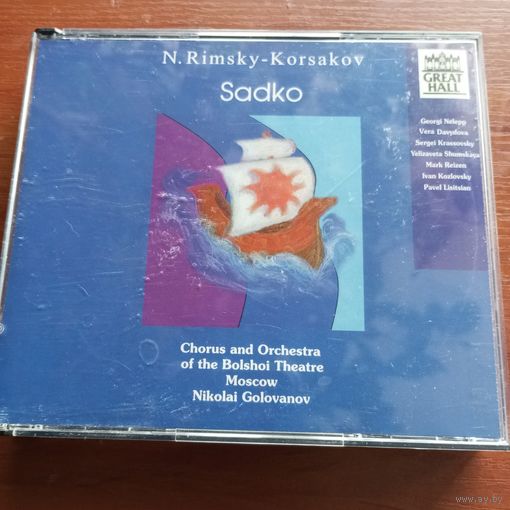 N. Rimsky-Korsakov
Sadko
GREAT
HALL
Georgi Nelepp
Vera Davydova
Sergei Krassovsky
Yelizaveta Shumskaya
Mark Reizen
Ivan Kozlovsky
Pavel Lisitsian
Chorus and Orchestra
of the Bolshoi Theatre
Moscow
Nikolai Golovanov
www.ay.by